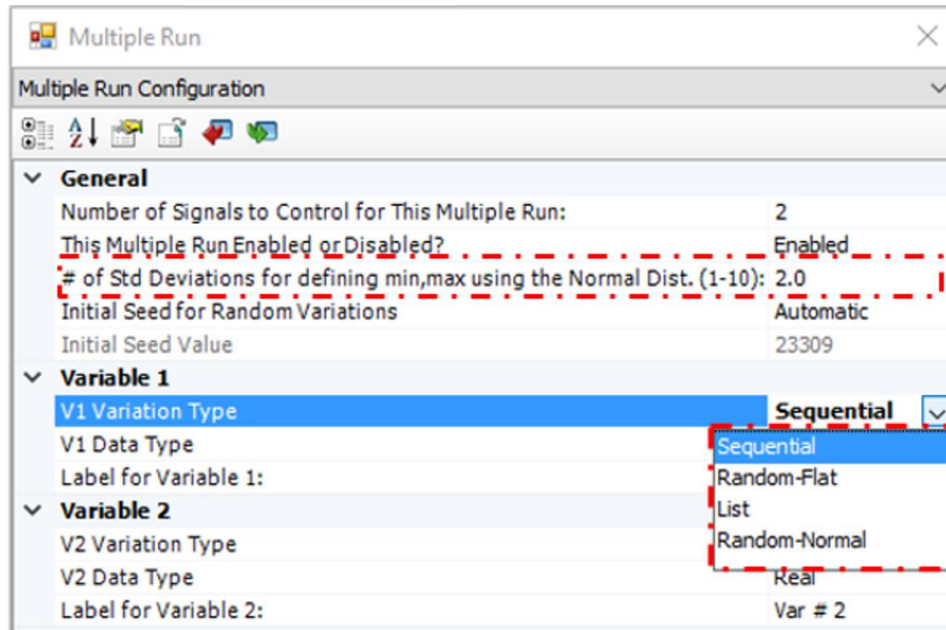 Multiple Run
Multiple Run Configuration
General
Number of Signals to Control for This Multiple Run: 2
This Multiple Run Enabled or Disabled? Enabled
# of Std Deviations for defining min,max using the Normal Dist. (1-10): 2.0
Initial Seed for Random Variations Automatic
Initial Seed Value 23309
Variable 1
V1 Variation Type Sequential
V1 Data Type Sequential
Label for Variable 1: Random-Flat
Variable 2 List
V2 Variation Type Random-Normal
V2 Data Type Real
Label for Variable 2: Var # 2